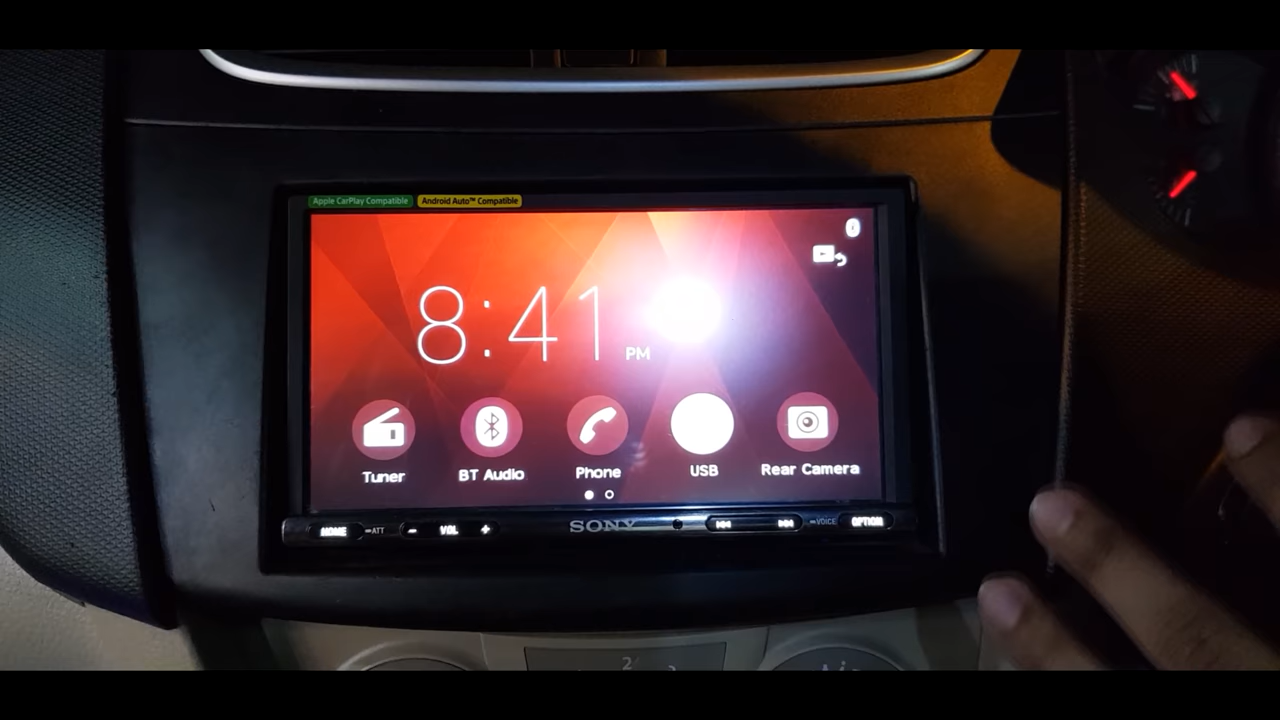 Apple CarPlay Compatible Android Auto™ Compatible
8:41 PM
Tuner BT Audio Phone USB Rear Camera
HOME ATT - VOL + SONY VOICE OPTION
2